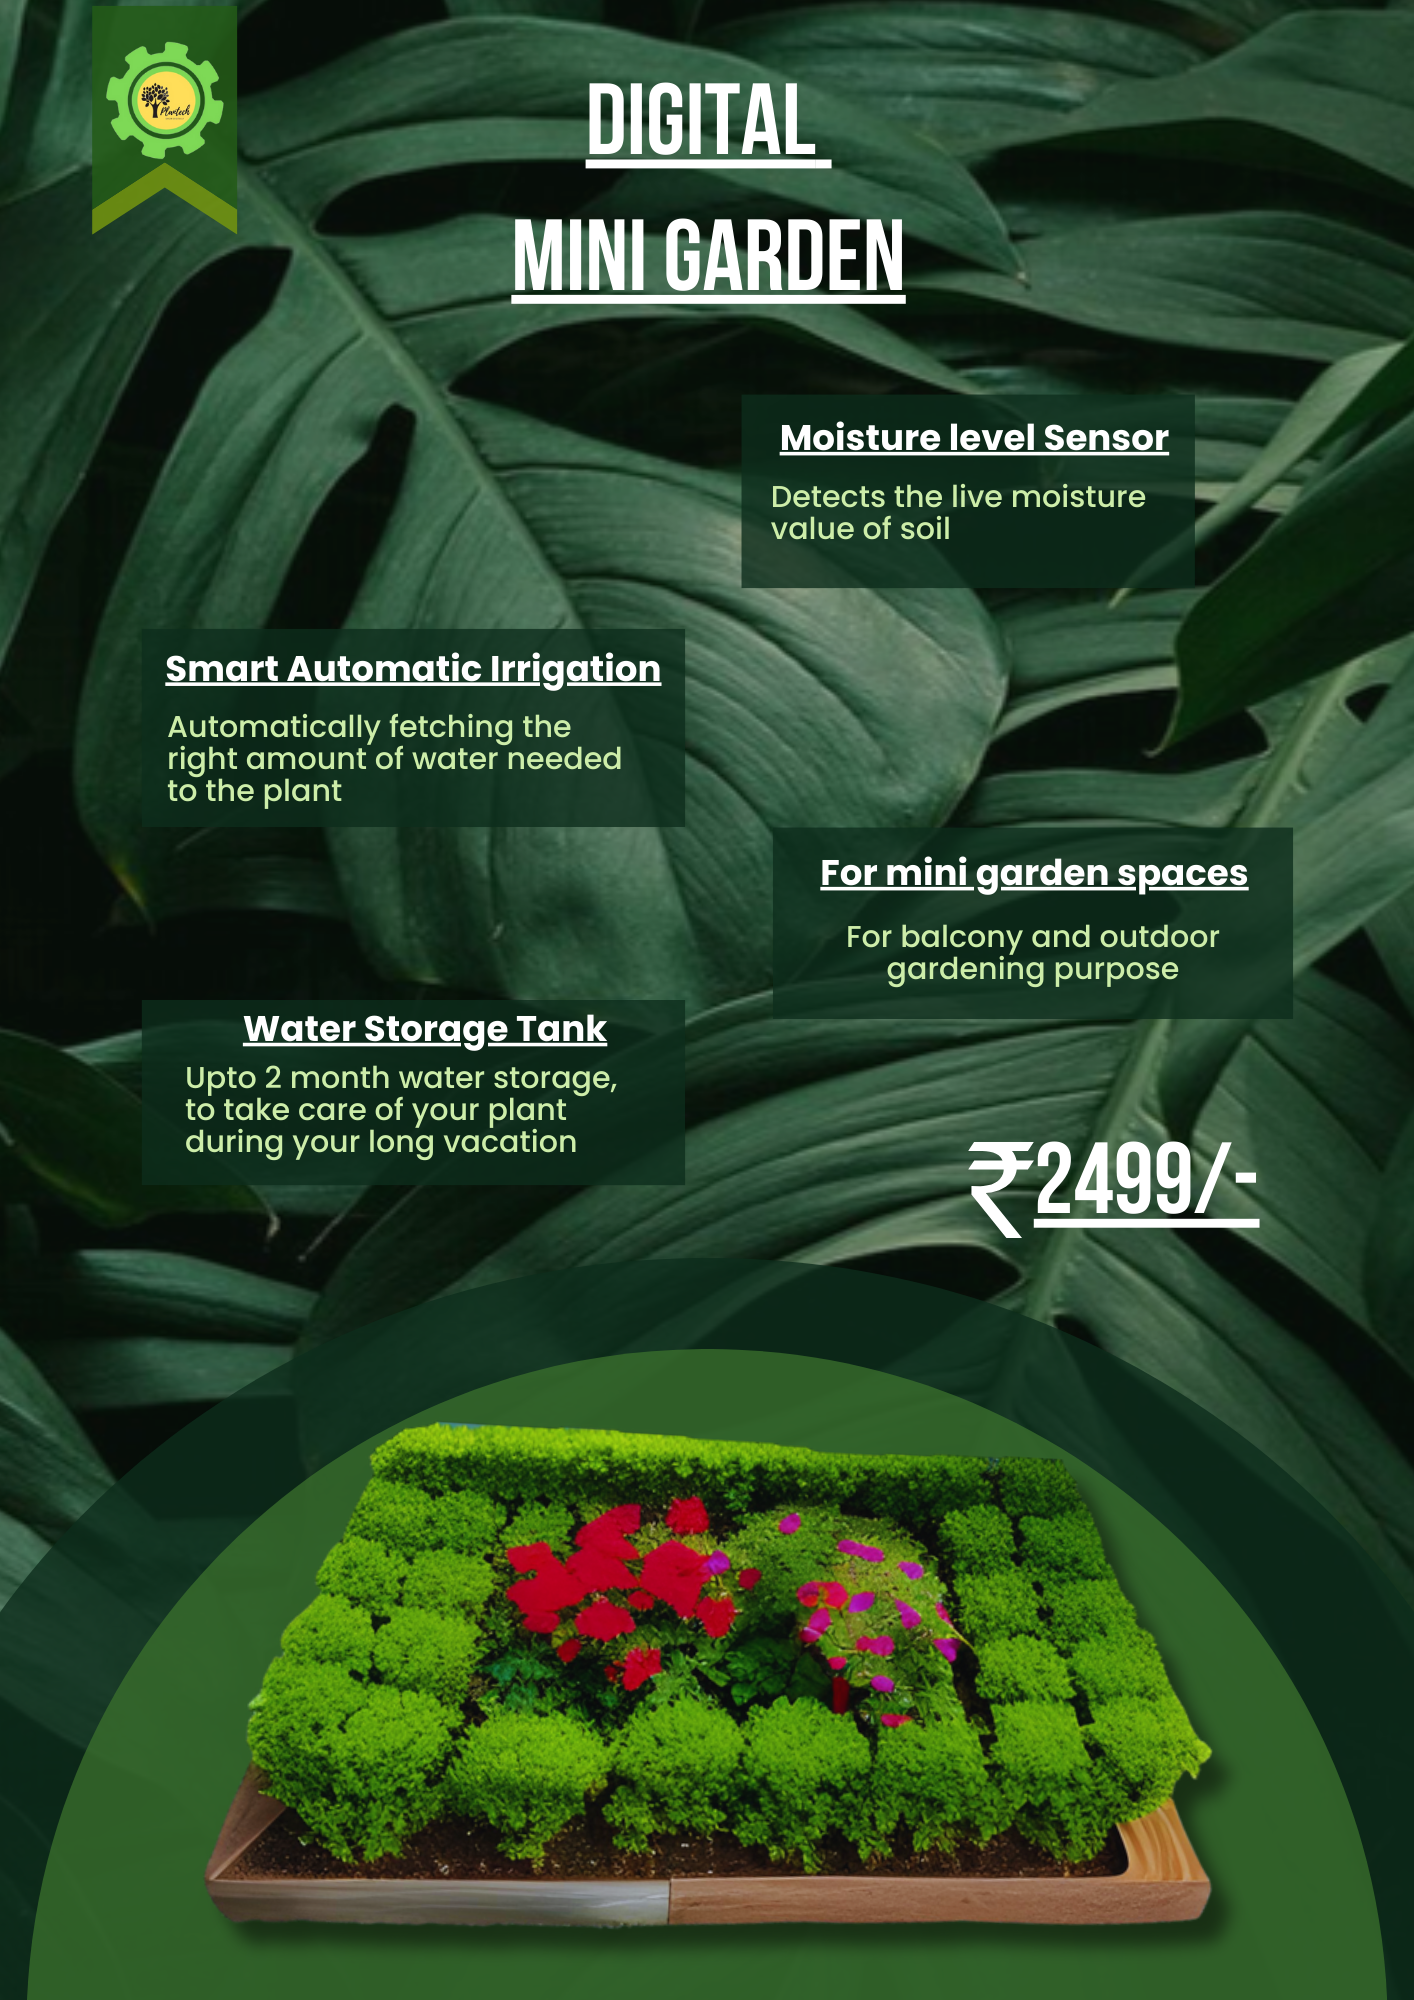 Plantech
DIGITAL
MINI GARDEN
Moisture level Sensor
Detects the live moisture
value of soil
Smart Automatic Irrigation
Automatically fetching the
right amount of water needed
to the plant
For mini garden spaces
For balcony and outdoor
gardening purpose
Water Storage Tank
Upto 2 month water storage,
to take care of your plant
during your long vacation
₹2499/-